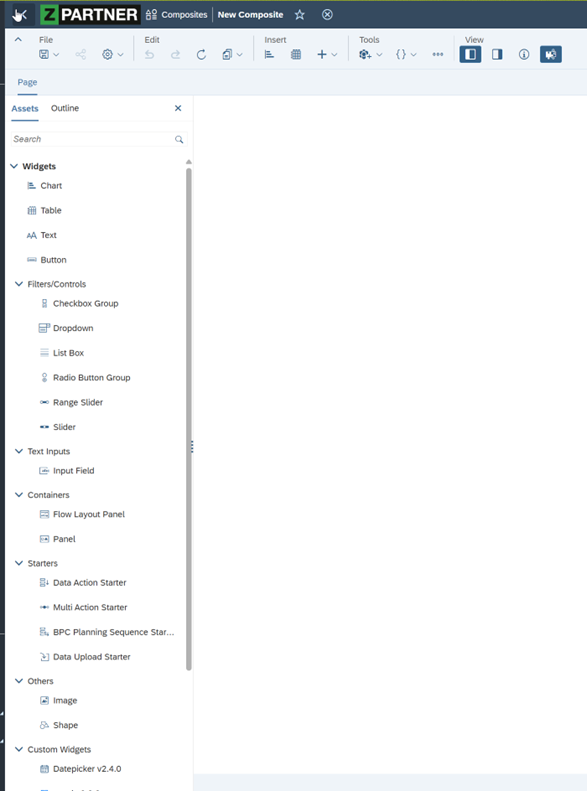 Z PARTNER Composites New Composite
File Edit Insert Tools View
Page
Assets Outline
Search
Widgets
Chart
Table
Text
Button
Filters/Controls
Checkbox Group
Dropdown
List Box
Radio Button Group
Range Slider
Slider
Text Inputs
Input Field
Containers
Flow Layout Panel
Panel
Starters
Data Action Starter
Multi Action Starter
BPC Planning Sequence Star...
Data Upload Starter
Others
Image
Shape
Custom Widgets
Datepicker v2.4.0